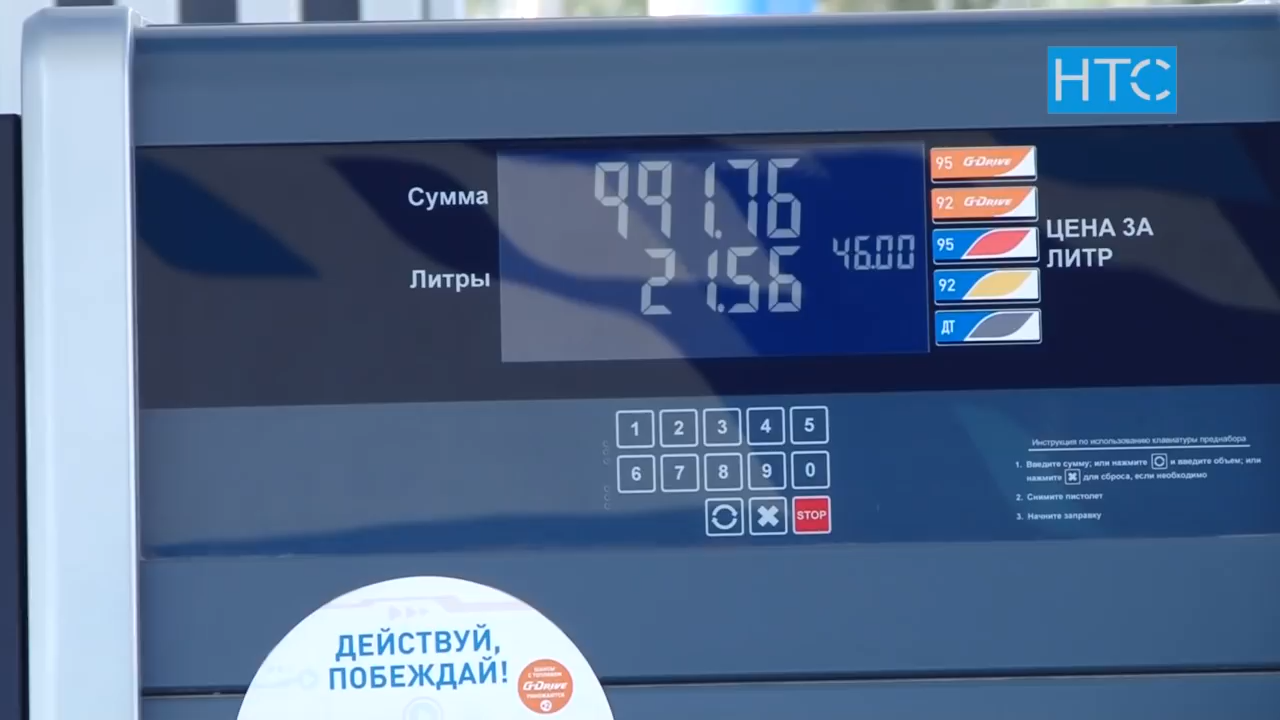 НТС
Сумма
991.76
Литры
21.56
46.00
95 G-DRIVE
92 G-DRIVE
95
92
ДТ
ЦЕНА ЗА
ЛИТР
1 2 3 4 5
6 7 8 9 0
STOP
Инструкция по использованию клавиатуры преднабора
1. Введите сумму; или нажмите и введите объем; или
нажмите для сброса, если необходимо
2. Снимите пистолет
3. Начните заправку
ДЕЙСТВУЙ,
ПОБЕЖДАЙ!
G-DRIVE